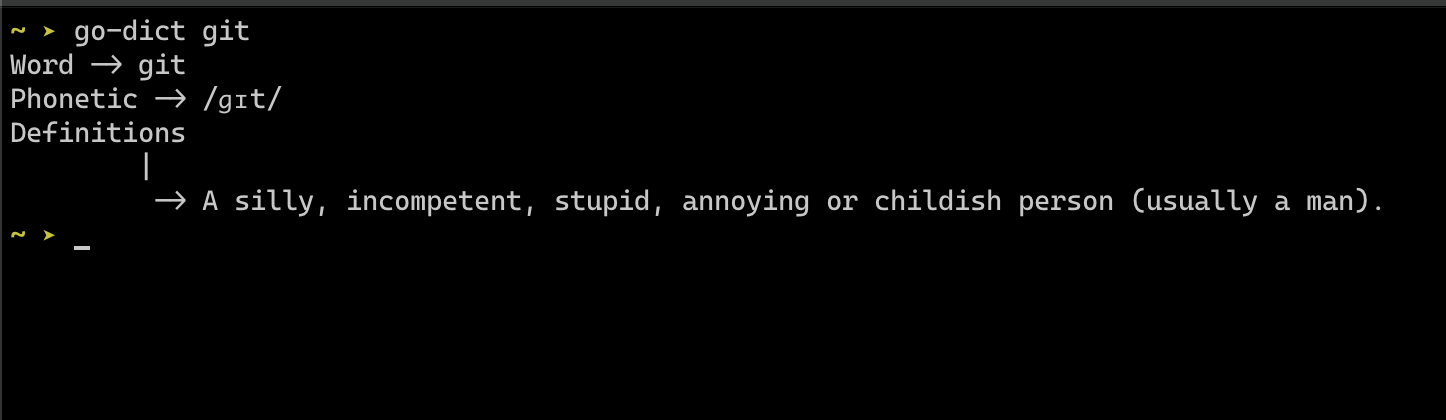 ~ ➤ go-dict git
Word -> git
Phonetic -> /ɡɪt/
Definitions
|
-> A silly, incompetent, stupid, annoying or childish person (usually a man).
~ ➤ _